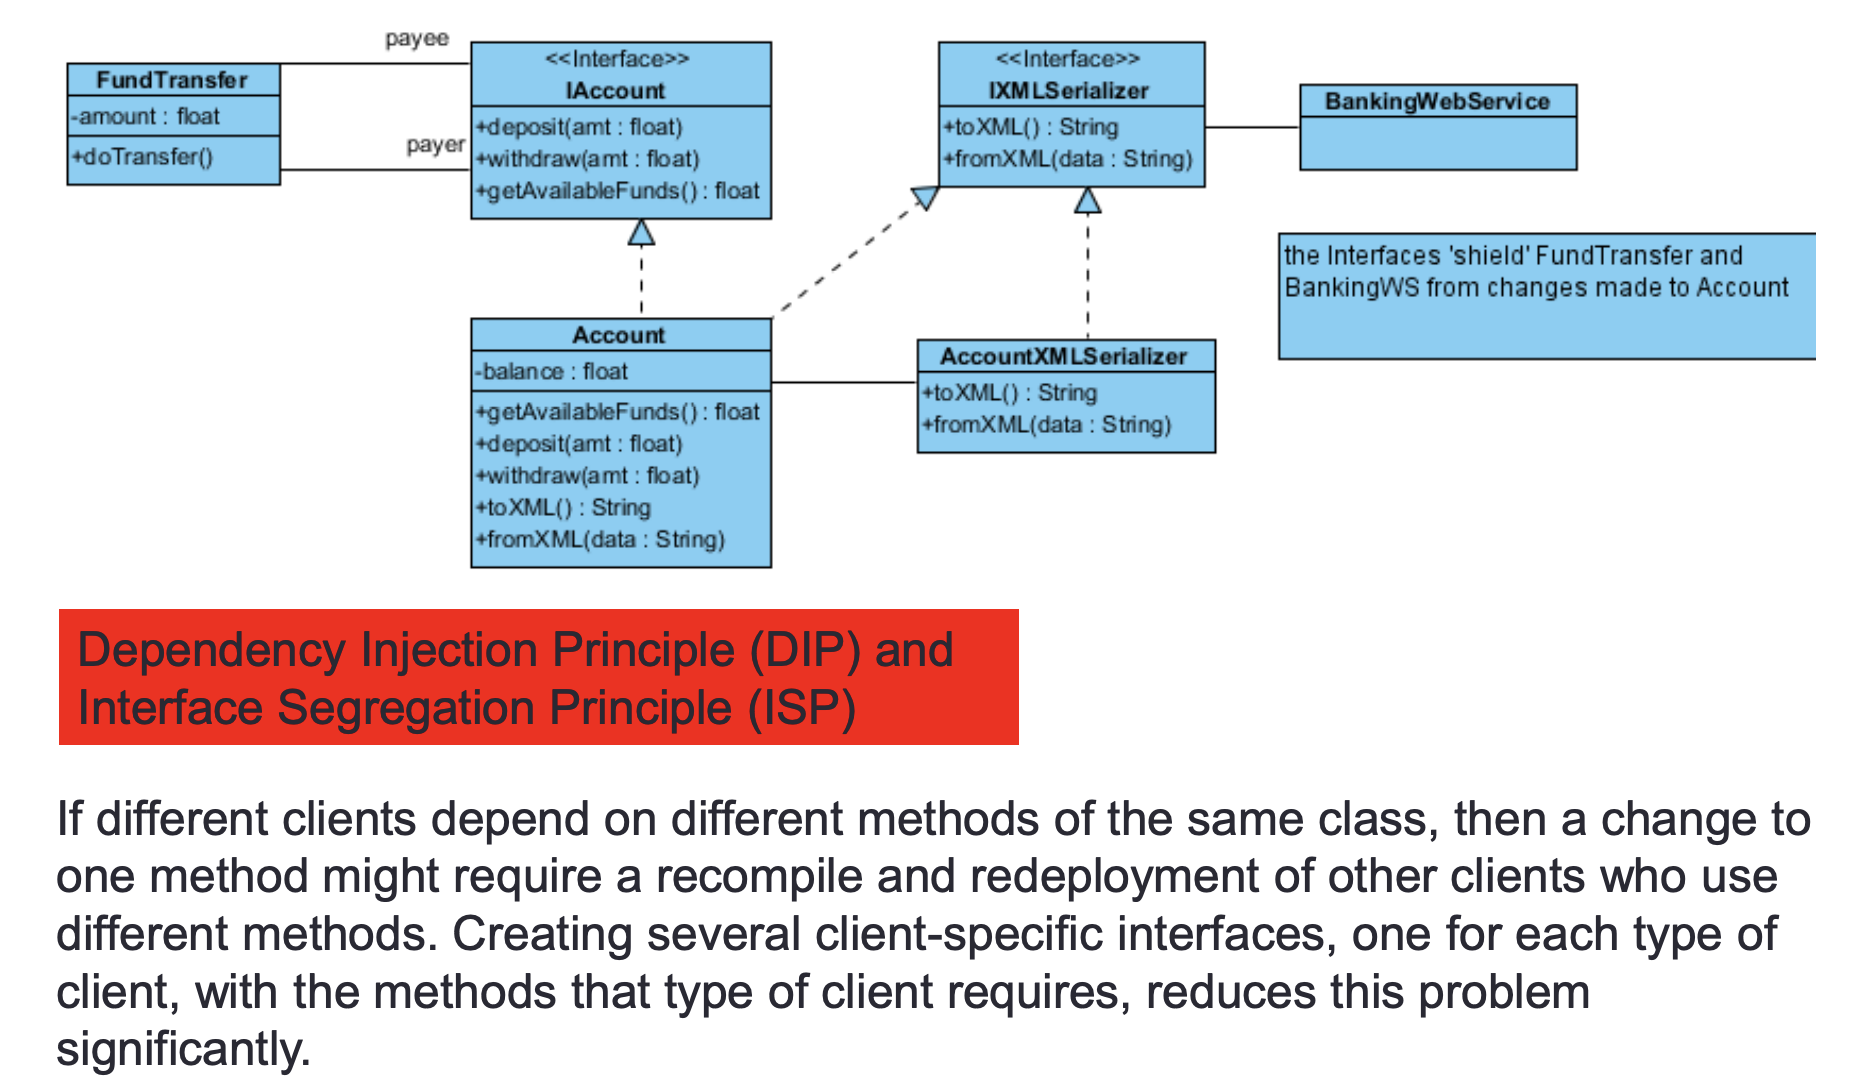 payee
FundTransfer
-amount : float
+doTransfer()
payer
<<Interface>>
IAccount
+deposit(amt : float)
+withdraw(amt : float)
+getAvailableFunds() : float
<<Interface>>
IXMLSerializer
+toXML() : String
+fromXML(data : String)
BankingWebService
the Interfaces 'shield' FundTransfer and
BankingWS from changes made to Account
Account
-balance : float
+getAvailableFunds() : float
+deposit(amt : float)
+withdraw(amt : float)
+toXML() : String
+fromXML(data : String)
AccountXMLSerializer
+toXML() : String
+fromXML(data : String)
Dependency Injection Principle (DIP) and
Interface Segregation Principle (ISP)
If different clients depend on different methods of the same class, then a change to
one method might require a recompile and redeployment of other clients who use
different methods. Creating several client-specific interfaces, one for each type of
client, with the methods that type of client requires, reduces this problem
significantly.